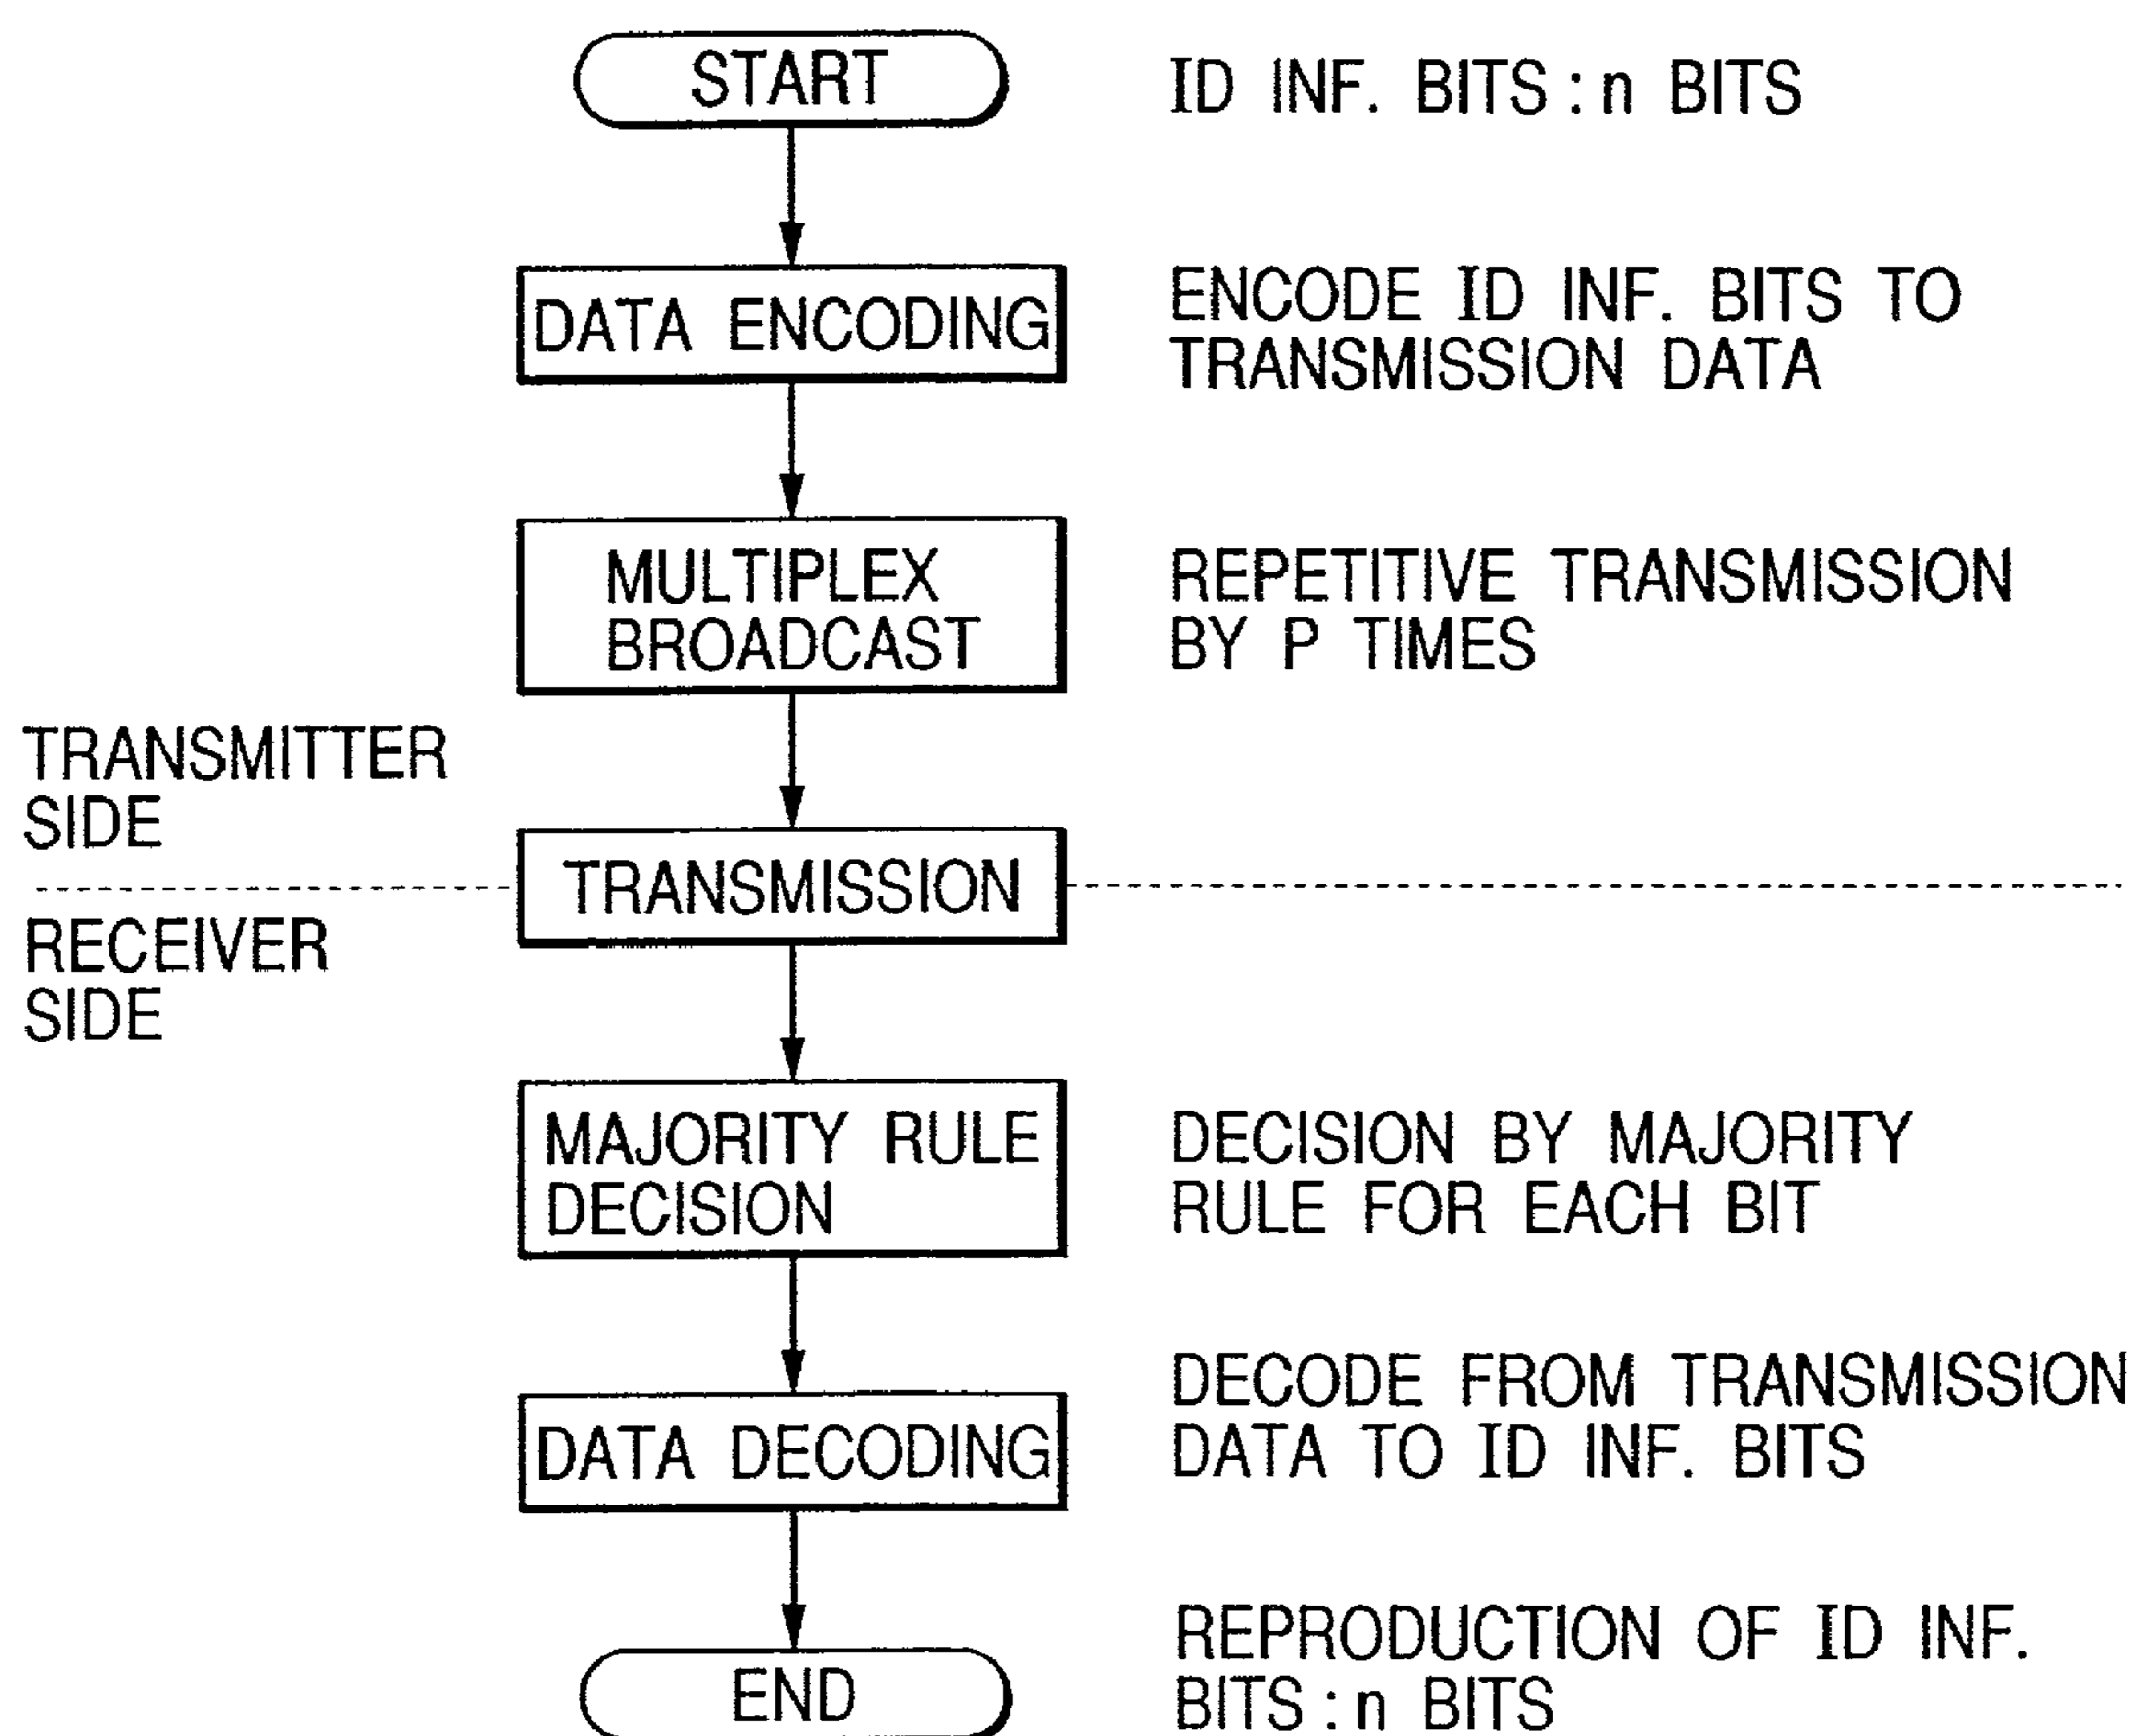 START
ID INF. BITS : n BITS
DATA ENCODING
ENCODE ID INF. BITS TO
TRANSMISSION DATA
MULTIPLEX
BROADCAST
REPETITIVE TRANSMISSION
BY P TIMES
TRANSMITTER
SIDE
TRANSMISSION
RECEIVER
SIDE
MAJORITY RULE
DECISION
DECISION BY MAJORITY
RULE FOR EACH BIT
DATA DECODING
DECODE FROM TRANSMISSION
DATA TO ID INF. BITS
END
REPRODUCTION OF ID INF.
BITS : n BITS